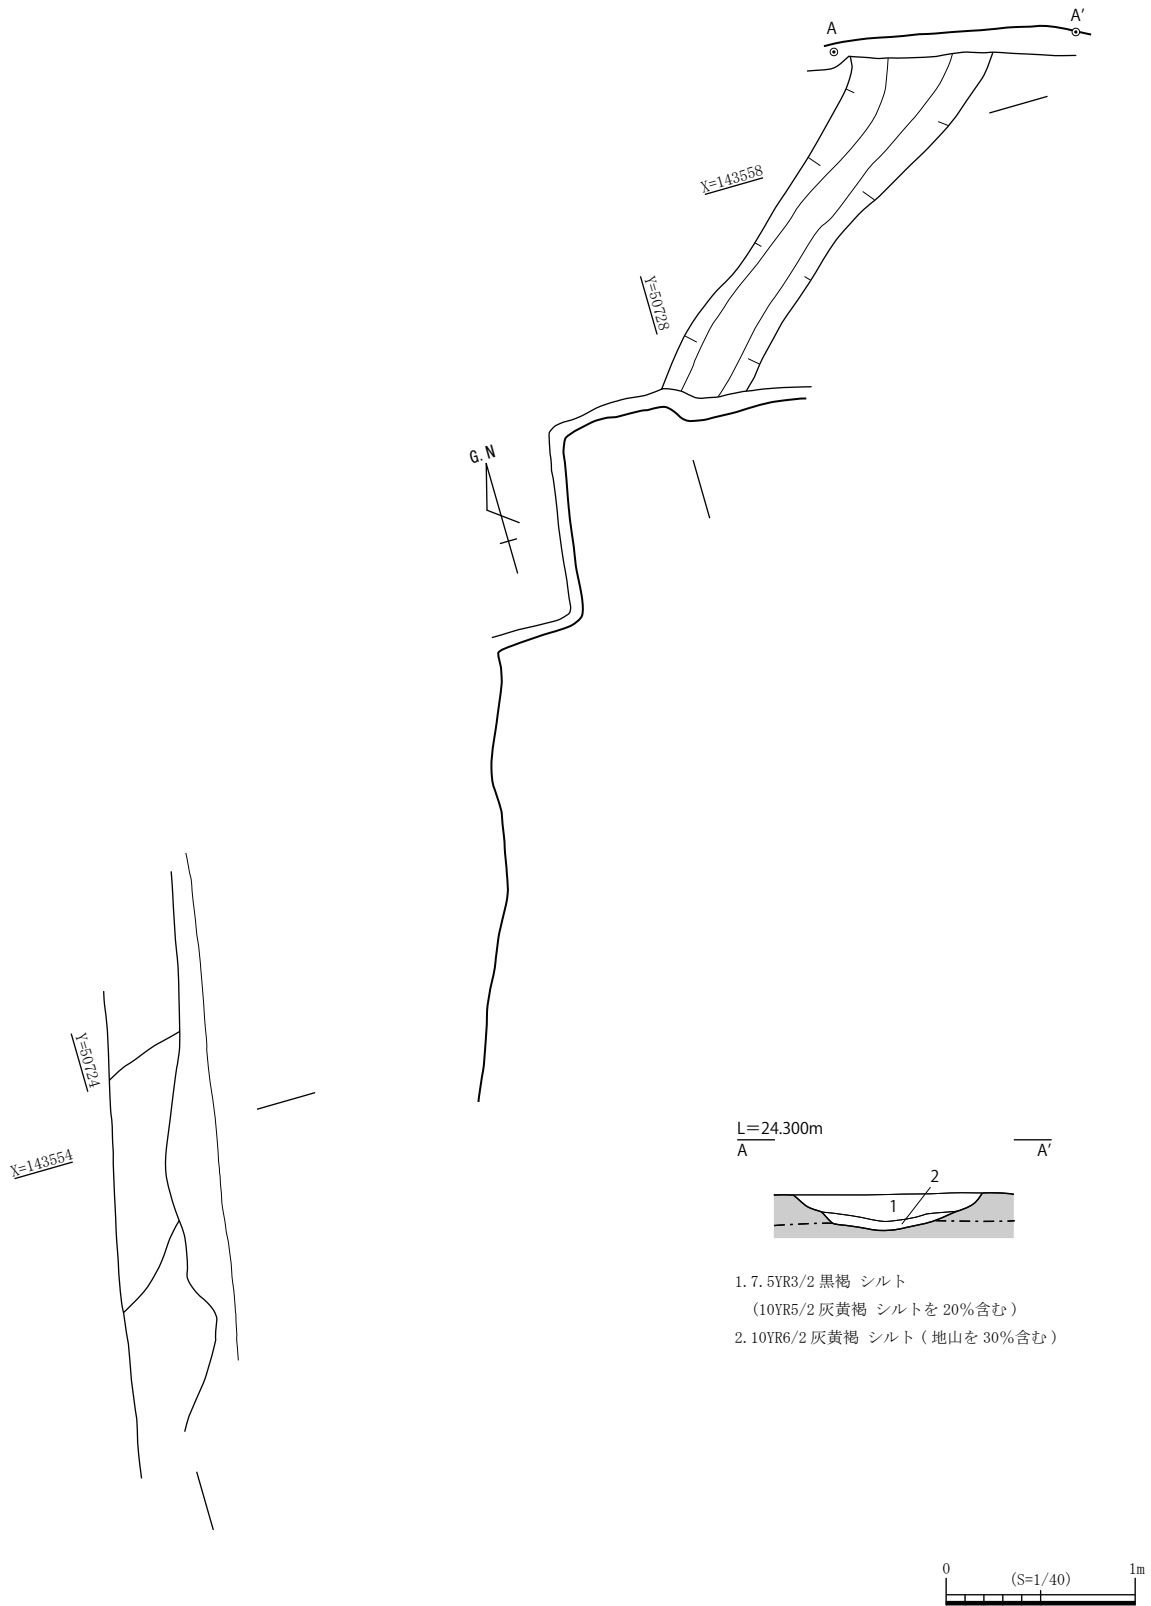 A
A′
X=143558
Y=50728
G.N
Y=50724
X=143554
L＝24.300m
A
A′
2
1
1.7.5YR3/2 黒褐 シルト
（10YR5/2 灰黄褐 シルトを 20％含む ）
2.10YR6/2 灰黄褐 シルト ( 地山を 30％含む )
0
(S=1/40)
1m